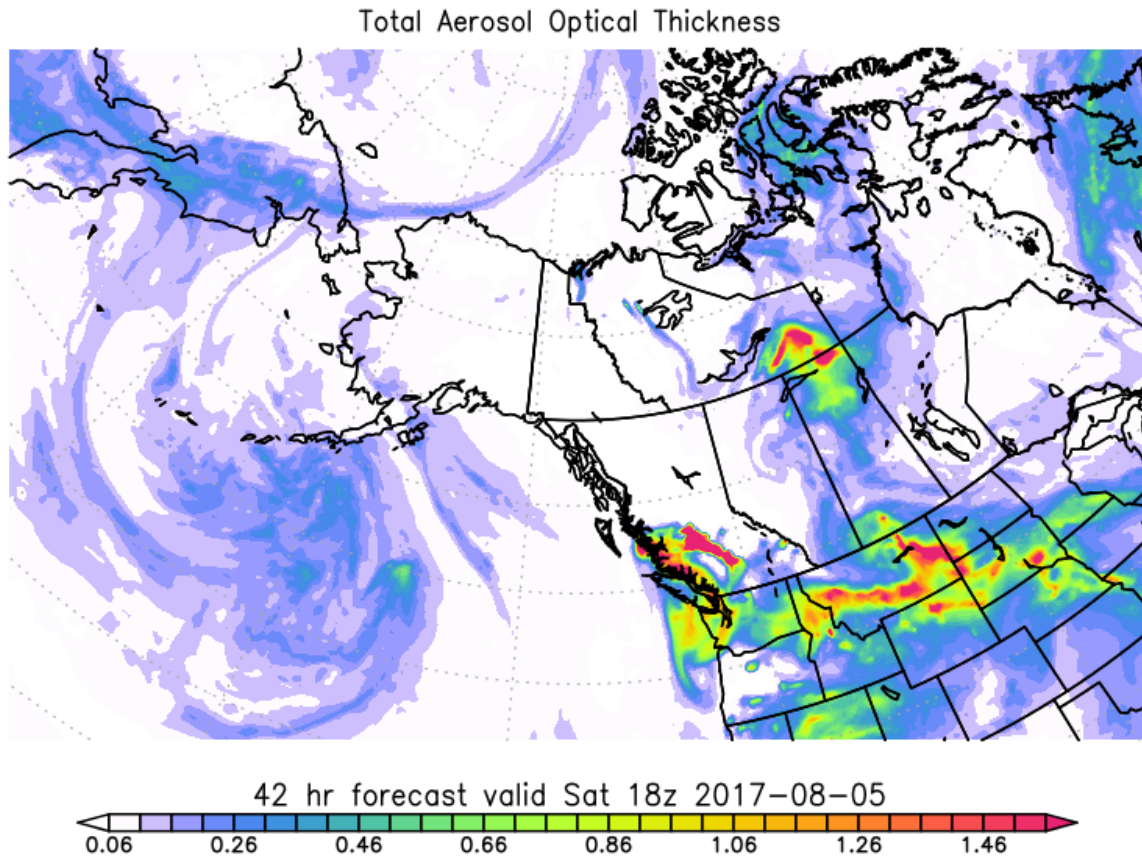 Total Aerosol Optical Thickness
42 hr forecast valid Sat 18z 2017-08-05
0.06 0.26 0.46 0.66 0.86 1.06 1.26 1.46